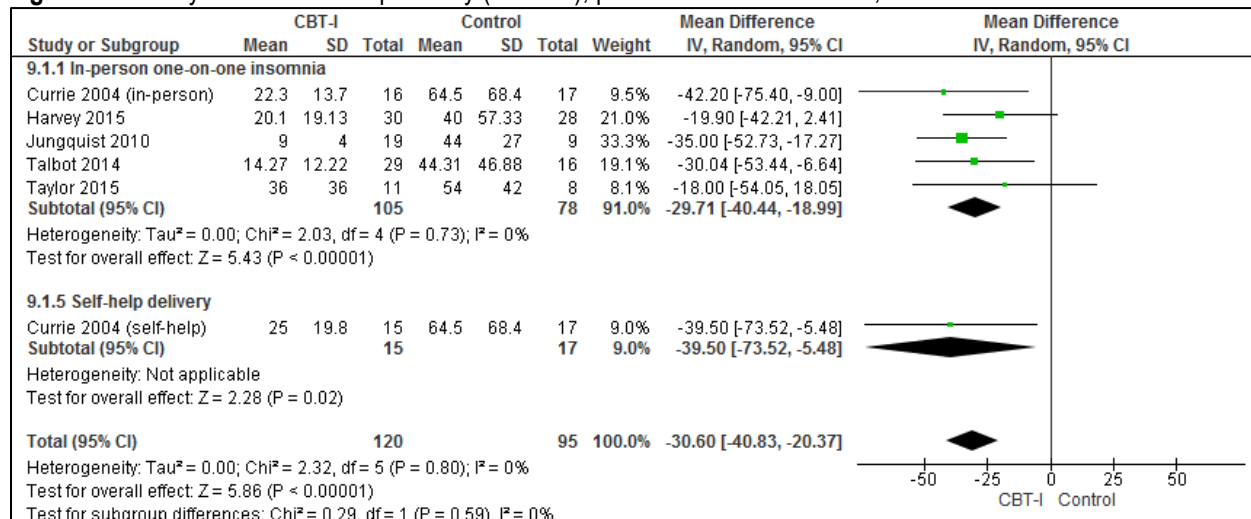 CBT-I Control Mean Difference Mean Difference
Study or Subgroup Mean SD Total Mean SD Total Weight IV, Random, 95% CI IV, Random, 95% CI
9.1.1 In-person one-on-one insomnia
Currie 2004 (in-person) 22.3 13.7 16 64.5 68.4 17 9.5% -42.20 [-75.40, -9.00]
Harvey 2015 20.1 19.13 30 40 57.33 28 21.0% -19.90 [-42.21, 2.41]
Jungquist 2010 9 4 19 44 27 9 33.3% -35.00 [-52.73, -17.27]
Talbot 2014 14.27 12.22 29 44.31 46.88 16 19.1% -30.04 [-53.44, -6.64]
Taylor 2015 36 36 11 54 42 8 8.1% -18.00 [-54.05, 18.05]
Subtotal (95% CI) 105 78 91.0% -29.71 [-40.44, -18.99]
Heterogeneity: Tau² = 0.00; Chi² = 2.03, df = 4 (P = 0.73); I² = 0%
Test for overall effect: Z = 5.43 (P < 0.00001)
9.1.5 Self-help delivery
Currie 2004 (self-help) 25 19.8 15 64.5 68.4 17 9.0% -39.50 [-73.52, -5.48]
Subtotal (95% CI) 15 17 9.0% -39.50 [-73.52, -5.48]
Heterogeneity: Not applicable
Test for overall effect: Z = 2.28 (P = 0.02)
Total (95% CI) 120 95 100.0% -30.60 [-40.83, -20.37]
Heterogeneity: Tau² = 0.00; Chi² = 2.32, df = 5 (P = 0.80); I² = 0%
Test for overall effect: Z = 5.86 (P < 0.00001)
Test for subgroup differences: Chi² = 0.29, df = 1 (P = 0.59), I² = 0%
-50 -25 0 25 50
CBT-I Control